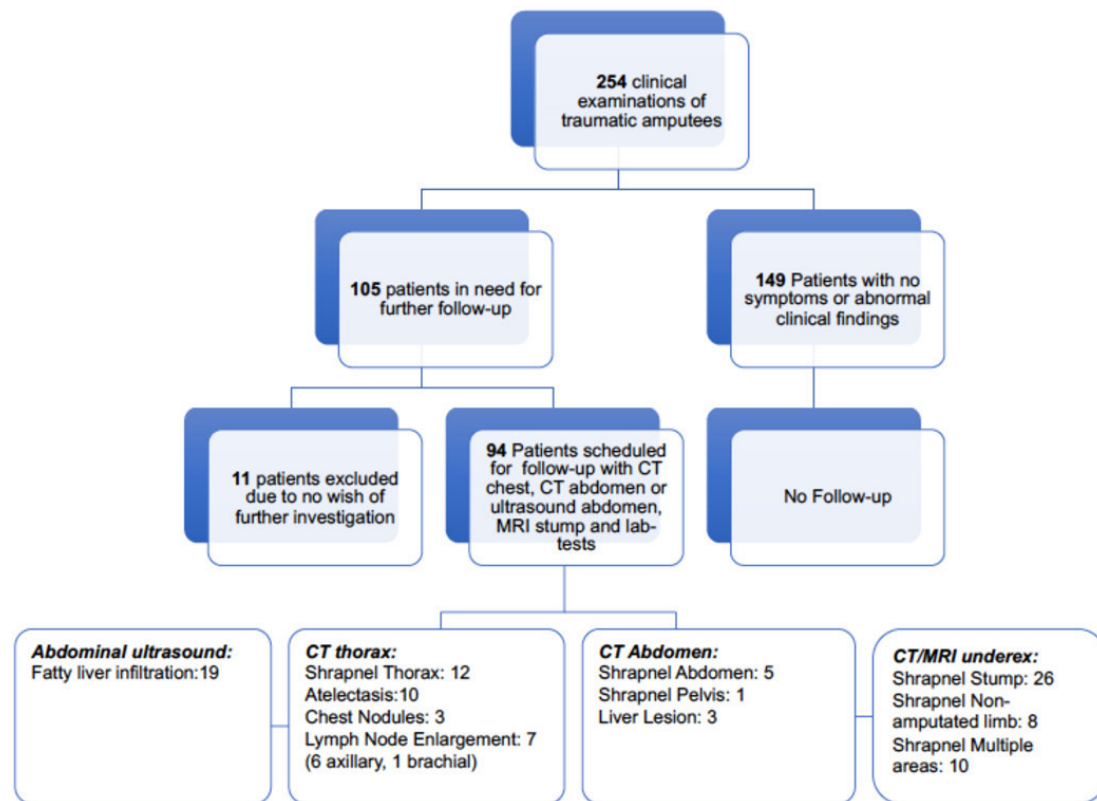 254 clinical
examinations of
traumatic amputees
105 patients in need for
further follow-up
149 Patients with no
symptoms or abnormal
clinical findings
11 patients excluded
due to no wish of
further investigation
94 Patients scheduled
for follow-up with CT
chest, CT abdomen or
ultrasound abdomen,
MRI stump and lab-
tests
No Follow-up
Abdominal ultrasound:
Fatty liver infiltration:19
CT thorax:
Shrapnel Thorax: 12
Atelectasis:10
Chest Nodules: 3
Lymph Node Enlargement: 7
(6 axillary, 1 brachial)
CT Abdomen:
Shrapnel Abdomen: 5
Shrapnel Pelvis: 1
Liver Lesion: 3
CT/MRI underex:
Shrapnel Stump: 26
Shrapnel Non-
amputated limb: 8
Shrapnel Multiple
areas: 10